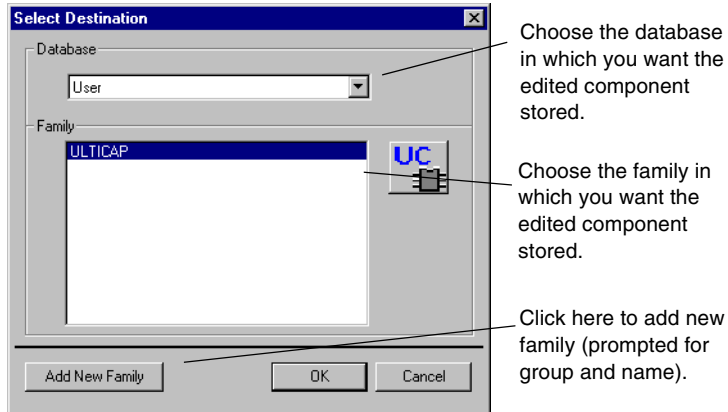 Select Destination
Database
User
Family
ULTICAP
UC
Add New Family
OK
Cancel
Choose the database
in which you want the
edited component
stored.
Choose the family in
which you want the
edited component
stored.
Click here to add new
family (prompted for
group and name).